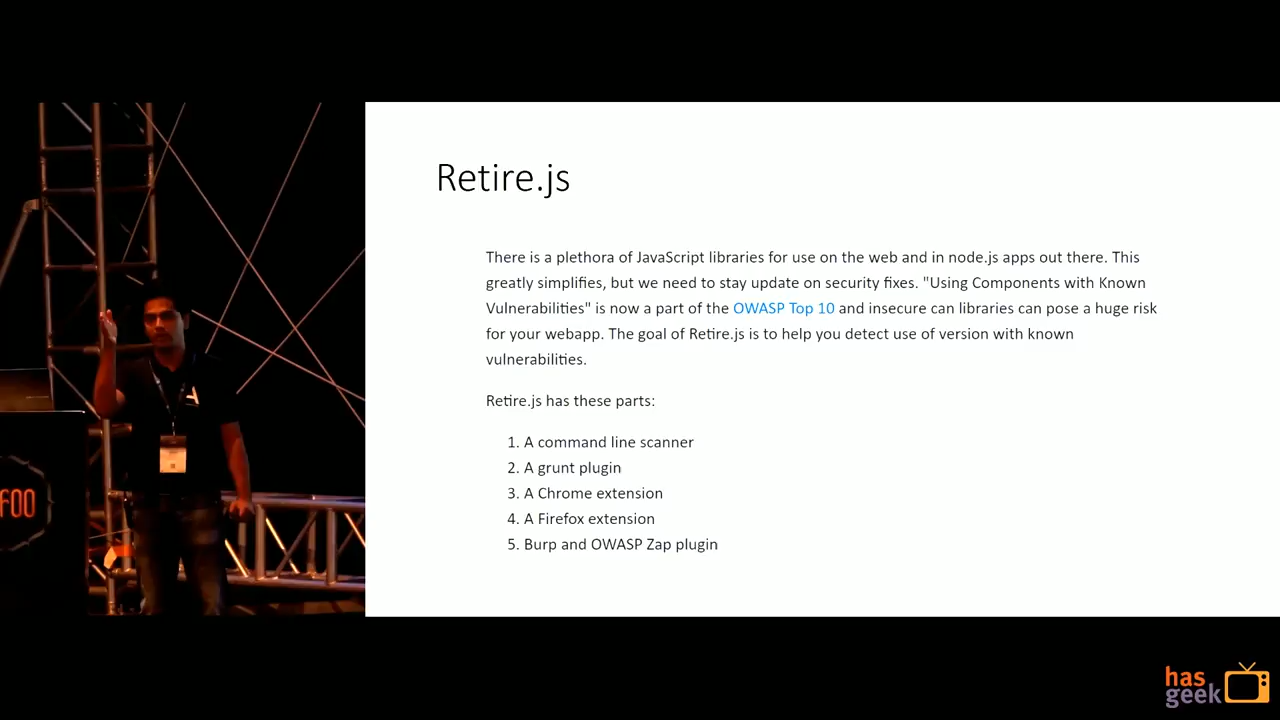 Retire.js
There is a plethora of JavaScript libraries for use on the web and in node.js apps out there. This
greatly simplifies, but we need to stay update on security fixes. "Using Components with Known
Vulnerabilities" is now a part of the OWASP Top 10 and insecure can libraries can pose a huge risk
for your webapp. The goal of Retire.js is to help you detect use of version with known
vulnerabilities.
Retire.js has these parts:
1. A command line scanner
2. A grunt plugin
3. A Chrome extension
4. A Firefox extension
5. Burp and OWASP Zap plugin
FOO
has
geek